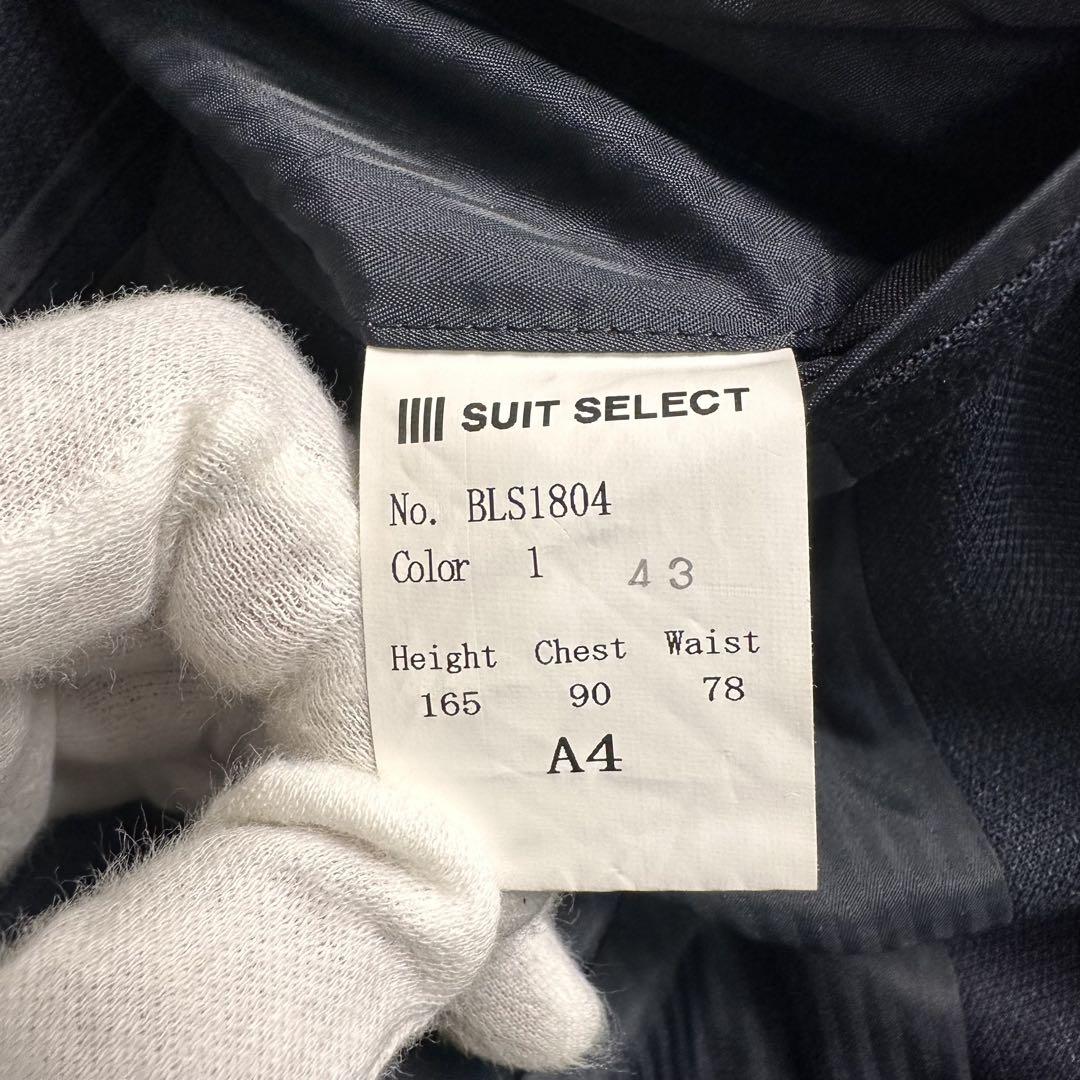 SUIT SELECT
No. BLS1804
Color 1 43
Height Chest Waist
165 90 78
A4